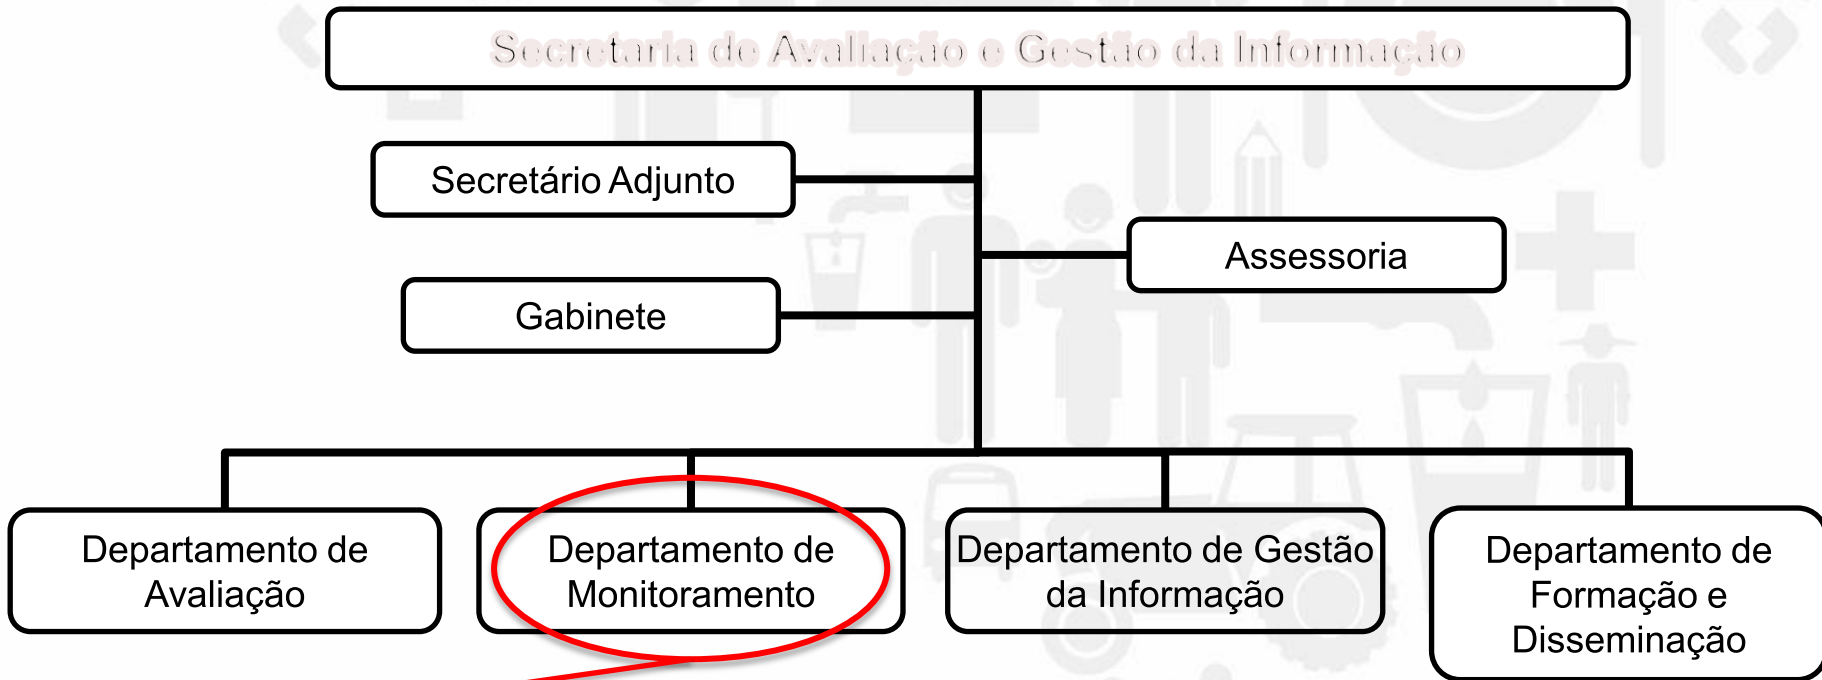 Secretaria de Avaliação e Gestão da Informação
Secretário Adjunto
Assessoria
Gabinete
Departamento de
Avaliação
Departamento de
Monitoramento
Departamento de Gestão
da Informação
Departamento de
Formação e
Disseminação